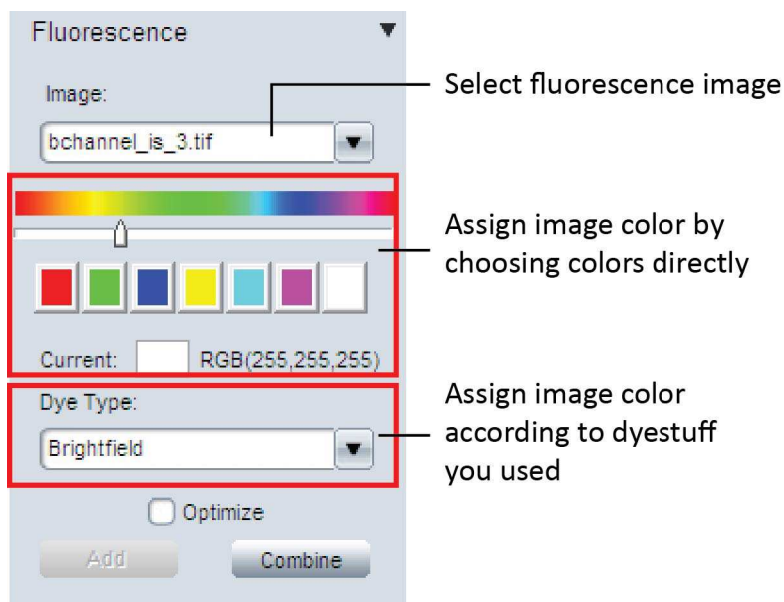 Fluorescence
Select fluorescence image
Image:
bchannel_is_3.tif
Assign image color by
choosing colors directly
Current: RGB(255,255,255)
Dye Type:
Brightfield
Assign image color
according to dyestuff
you used
Optimize
Add Combine